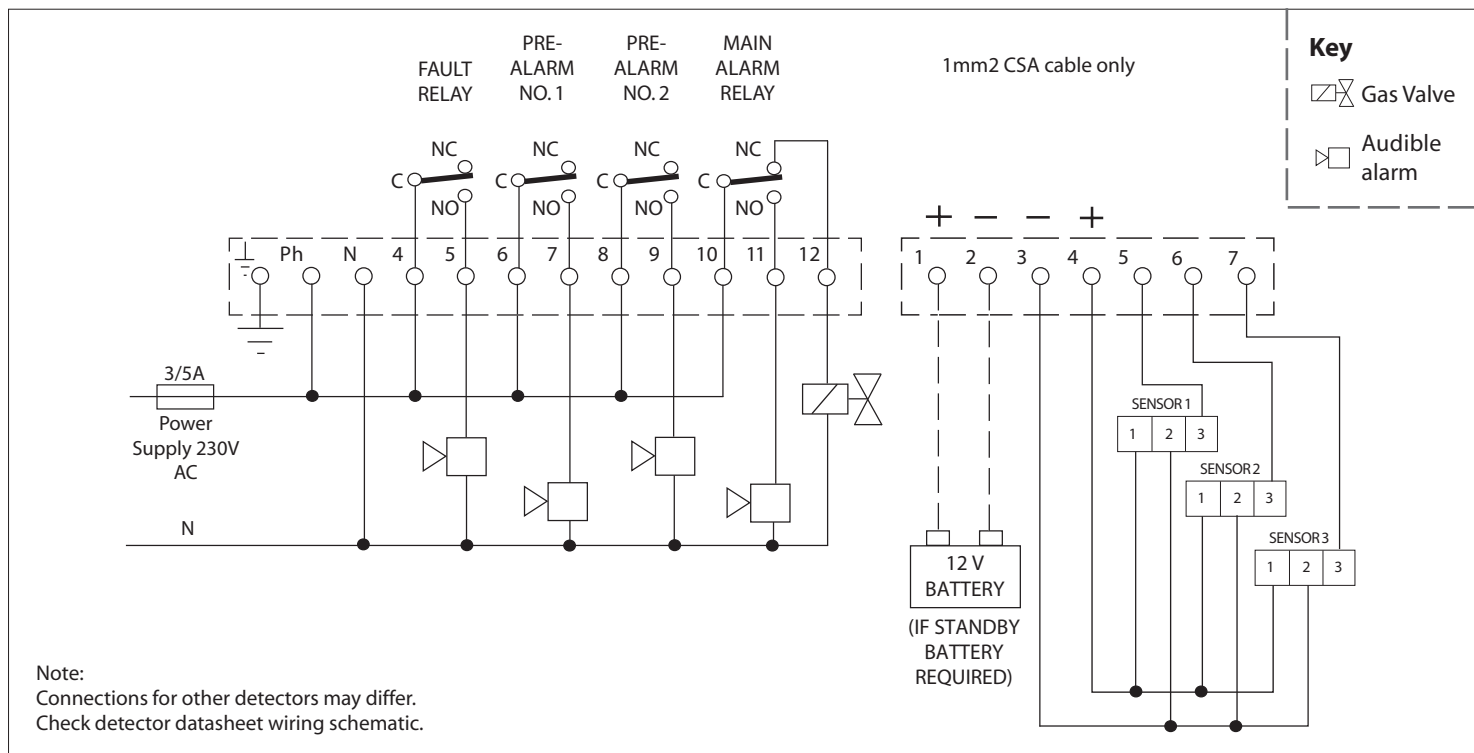 FAULT
RELAY
PRE-
ALARM
NO. 1
PRE-
ALARM
NO. 2
MAIN
ALARM
RELAY
1mm2 CSA cable only
Key
Gas Valve
Audible
alarm
NC
C
NO
NC
C
NO
NC
C
NO
NC
C
NO
Ph N 4 5 6 7 8 9 10 11 12
+ − − +
1 2 3 4 5 6 7
3/5A
Power
Supply 230V
AC
N
SENSOR 1
1 2 3
SENSOR 2
1 2 3
SENSOR 3
1 2 3
12 V
BATTERY
(IF STANDBY
BATTERY
REQUIRED)
Note:
Connections for other detectors may differ.
Check detector datasheet wiring schematic.